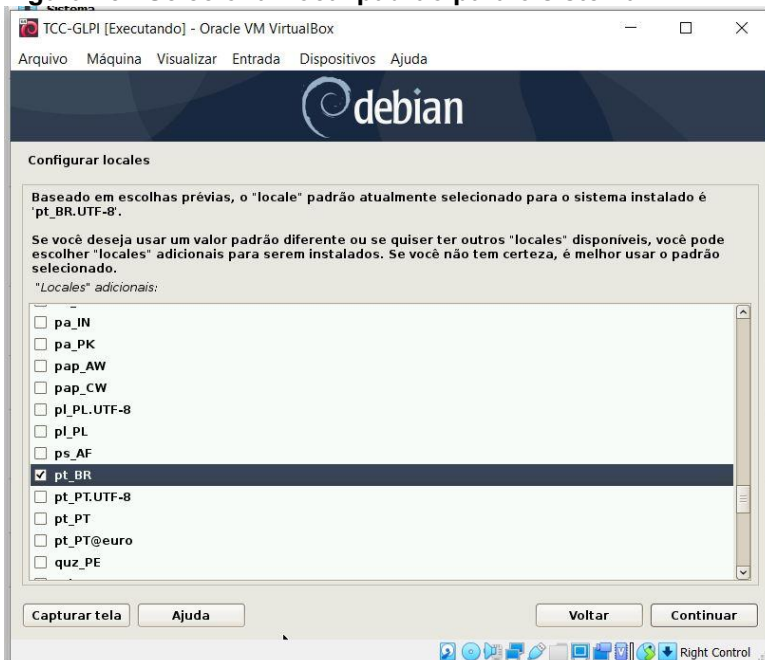 Sistema
TCC-GLPI [Executando] - Oracle VM VirtualBox
Arquivo Máquina Visualizar Entrada Dispositivos Ajuda
debian
Configurar locales
Baseado em escolhas prévias, o "locale" padrão atualmente selecionado para o sistema instalado é
'pt_BR.UTF-8'.
Se você deseja usar um valor padrão diferente ou se quiser ter outros "locales" disponíveis, você pode
escolher "locales" adicionais para serem instalados. Se você não tem certeza, é melhor usar o padrão
selecionado.
"Locales" adicionais:
pa_IN
pa_PK
pap_AW
pap_CW
pl_PL.UTF-8
pl_PL
ps_AF
pt_BR
pt_PT.UTF-8
pt_PT
pt_PT@euro
quz_PE
Capturar tela Ajuda Voltar Continuar
Right Control